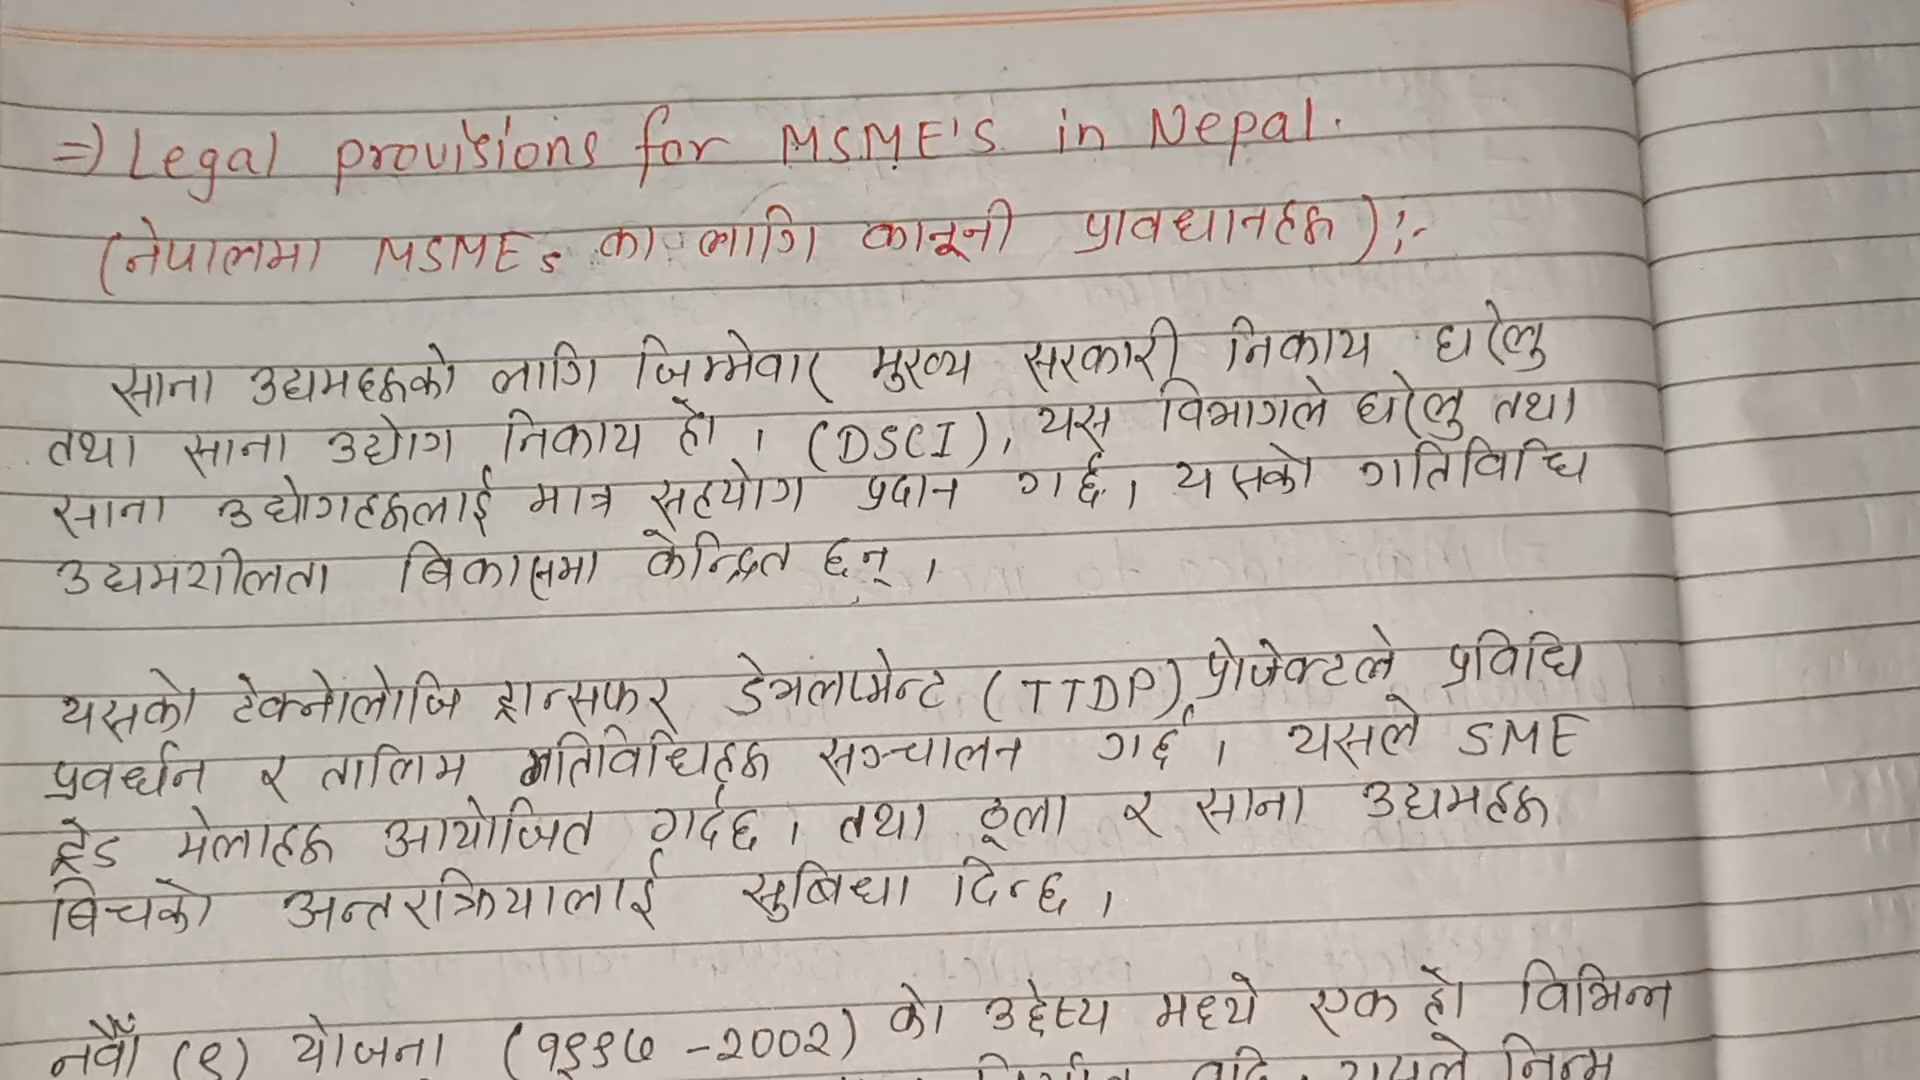 =) Legal provisions for MSME'S in Nepal.
(नेपालमा MSMEs का लागि कानूनी प्रावधानहरू):-
साना उद्यमहरूको लागि जिम्मेवार मुख्य सरकारी निकाय घरेलु
तथा साना उद्योग निकाय हो । (DSCI), यस विभागले घरेलु तथा
साना उद्योगहरूलाई मात्र सहयोग प्रदान गर्छ । यसको गतिविधि
उद्यमशीलता बिकासमा केन्द्रित छन् ।
यसको टेक्नोलोजि ट्रान्सफर डेभलप्मेन्ट (TTDP) प्रोजेक्टले प्रविधि
प्रवर्धन र तालिम गतिविधिहरू सञ्चालन गर्छ । यसले SME
ट्रेड मेलाहरू आयोजित गर्दछ । तथा ठूला र साना उद्यमहरू
बिचको अन्तरक्रियालाई सुबिधा दिन्छ ।
नवौं (९) योजना (१९९७ -2002) को उद्देश्य मध्ये एक हो विभिन्न
यसले निम्न